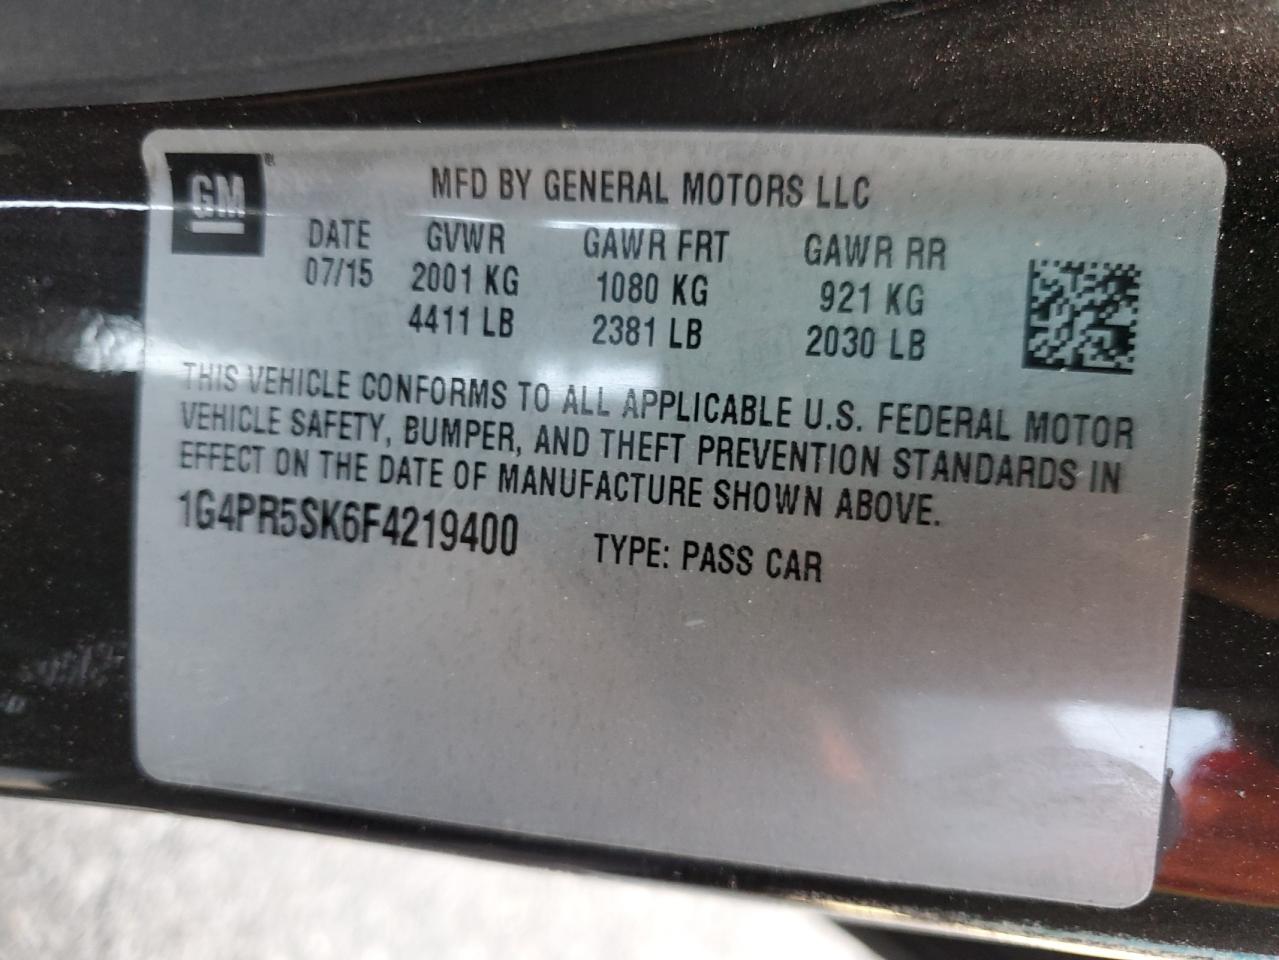 GM®
MFD BY GENERAL MOTORS LLC
DATE GVWR GAWR FRT GAWR RR
07/15 2001 KG 1080 KG 921 KG
4411 LB 2381 LB 2030 LB
THIS VEHICLE CONFORMS TO ALL APPLICABLE U.S. FEDERAL MOTOR
VEHICLE SAFETY, BUMPER, AND THEFT PREVENTION STANDARDS IN
EFFECT ON THE DATE OF MANUFACTURE SHOWN ABOVE.
1G4PR5SK6F4219400 TYPE: PASS CAR